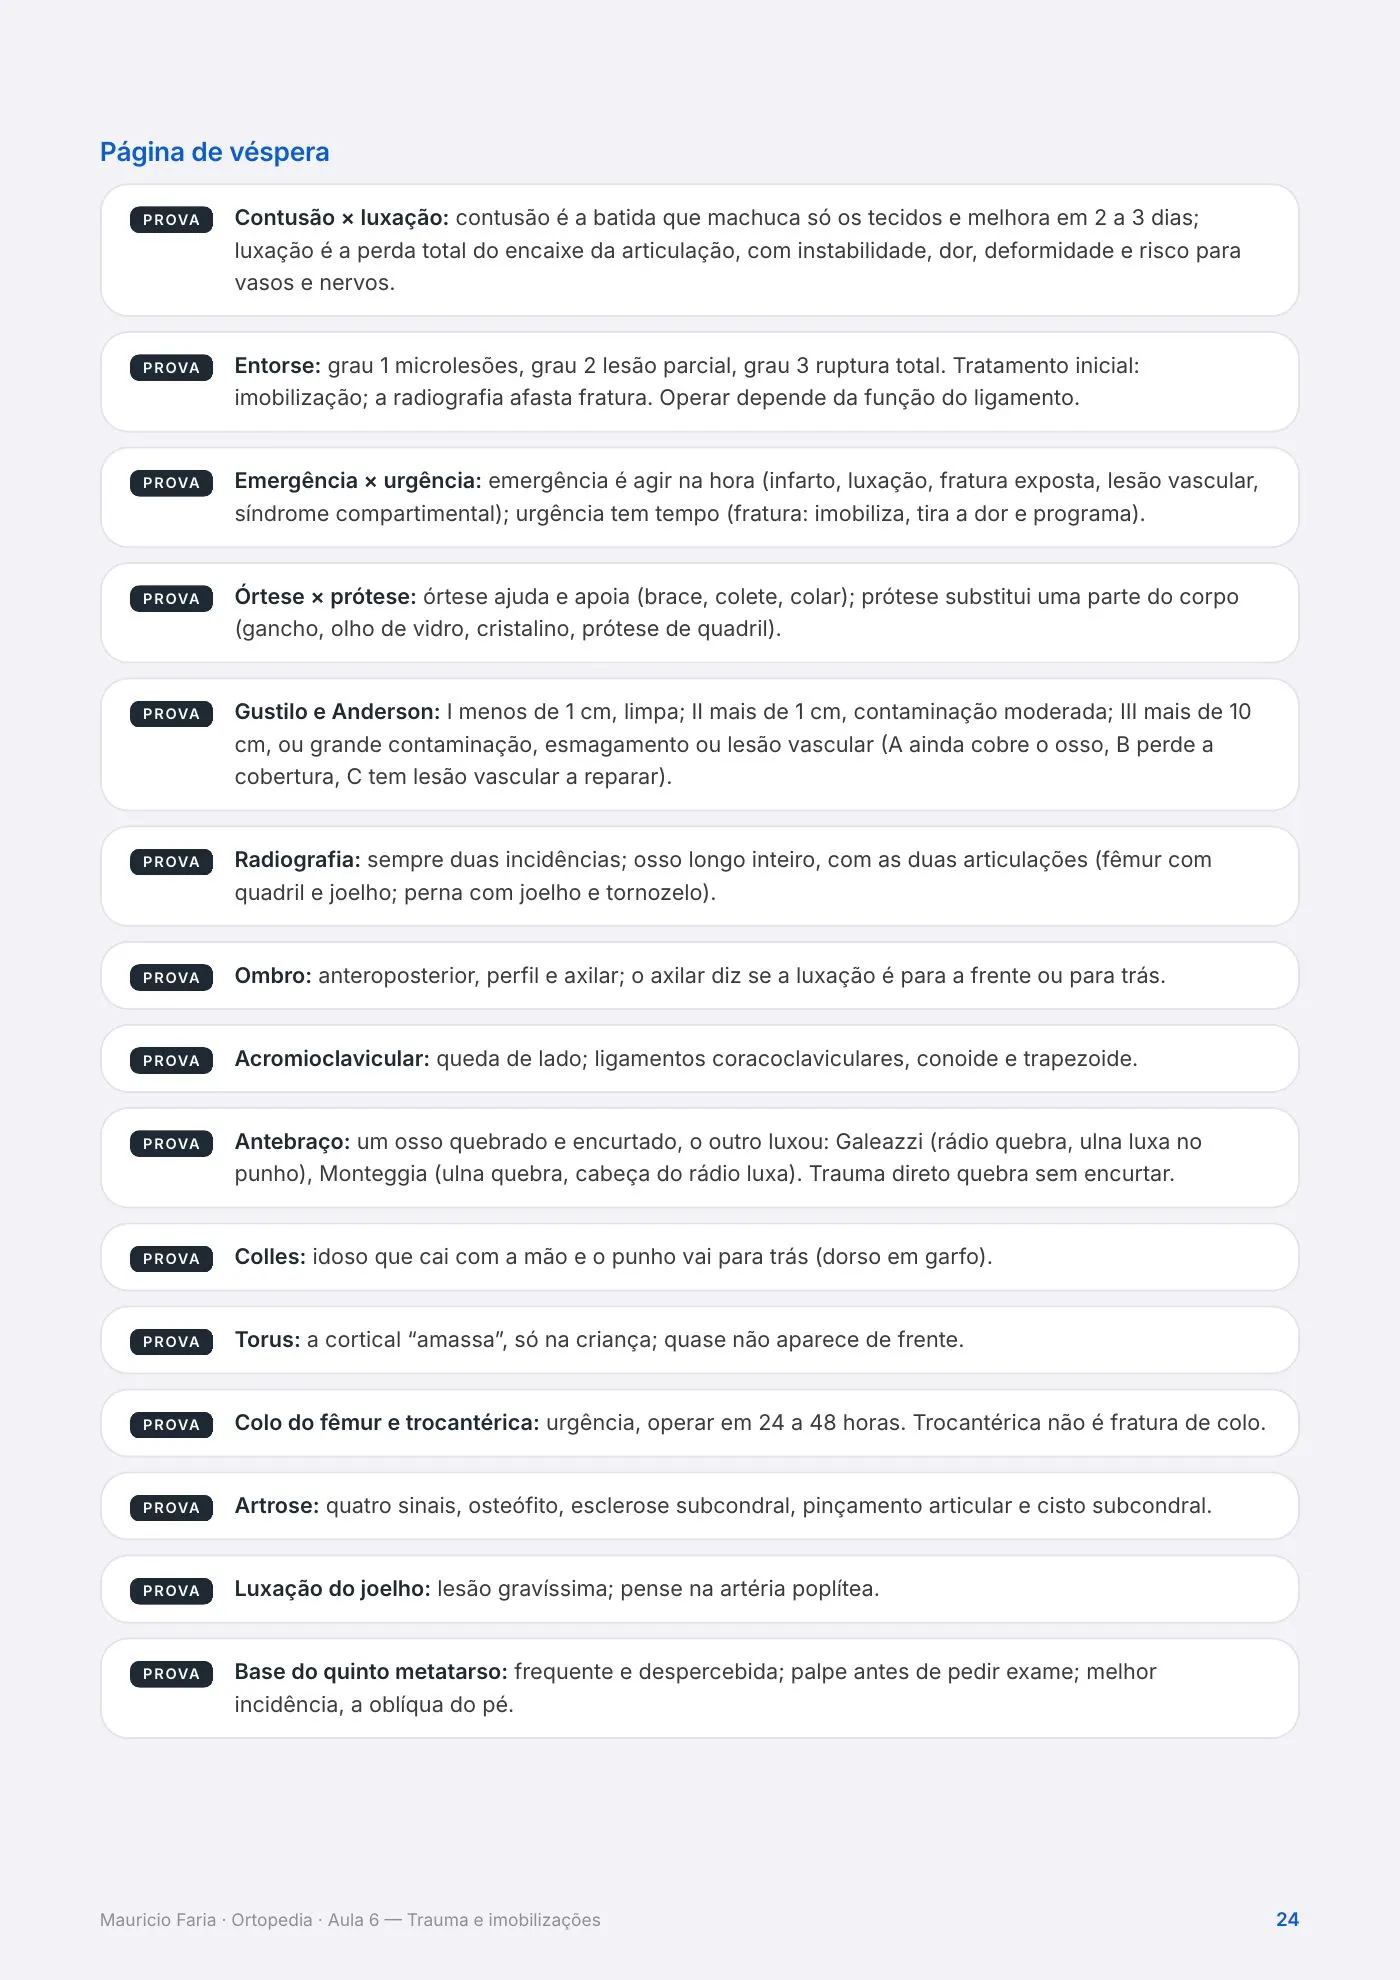 Página de véspera
PROVA Contusão × luxação: contusão é a batida que machuca só os tecidos e melhora em 2 a 3 dias;
luxação é a perda total do encaixe da articulação, com instabilidade, dor, deformidade e risco para
vasos e nervos.
PROVA Entorse: grau 1 microlesões, grau 2 lesão parcial, grau 3 ruptura total. Tratamento inicial:
imobilização; a radiografia afasta fratura. Operar depende da função do ligamento.
PROVA Emergência × urgência: emergência é agir na hora (infarto, luxação, fratura exposta, lesão vascular,
síndrome compartimental); urgência tem tempo (fratura: imobiliza, tira a dor e programa).
PROVA Órtese × prótese: órtese ajuda e apoia (brace, colete, colar); prótese substitui uma parte do corpo
(gancho, olho de vidro, cristalino, prótese de quadril).
PROVA Gustilo e Anderson: I menos de 1 cm, limpa; II mais de 1 cm, contaminação moderada; III mais de 10
cm, ou grande contaminação, esmagamento ou lesão vascular (A ainda cobre o osso, B perde a
cobertura, C tem lesão vascular a reparar).
PROVA Radiografia: sempre duas incidências; osso longo inteiro, com as duas articulações (fêmur com
quadril e joelho; perna com joelho e tornozelo).
PROVA Ombro: anteroposterior, perfil e axilar; o axilar diz se a luxação é para a frente ou para trás.
PROVA Acromioclavicular: queda de lado; ligamentos coracoclaviculares, conoide e trapezoide.
PROVA Antebraço: um osso quebrado e encurtado, o outro luxou: Galeazzi (rádio quebra, ulna luxa no
punho), Monteggia (ulna quebra, cabeça do rádio luxa). Trauma direto quebra sem encurtar.
PROVA Colles: idoso que cai com a mão e o punho vai para trás (dorso em garfo).
PROVA Torus: a cortical “amassa”, só na criança; quase não aparece de frente.
PROVA Colo do fêmur e trocantérica: urgência, operar em 24 a 48 horas. Trocantérica não é fratura de colo.
PROVA Artrose: quatro sinais, osteófito, esclerose subcondral, pinçamento articular e cisto subcondral.
PROVA Luxação do joelho: lesão gravíssima; pense na artéria poplítea.
PROVA Base do quinto metatarso: frequente e despercebida; palpe antes de pedir exame; melhor
incidência, a oblíqua do pé.
Mauricio Faria · Ortopedia · Aula 6 — Trauma e imobilizações 24